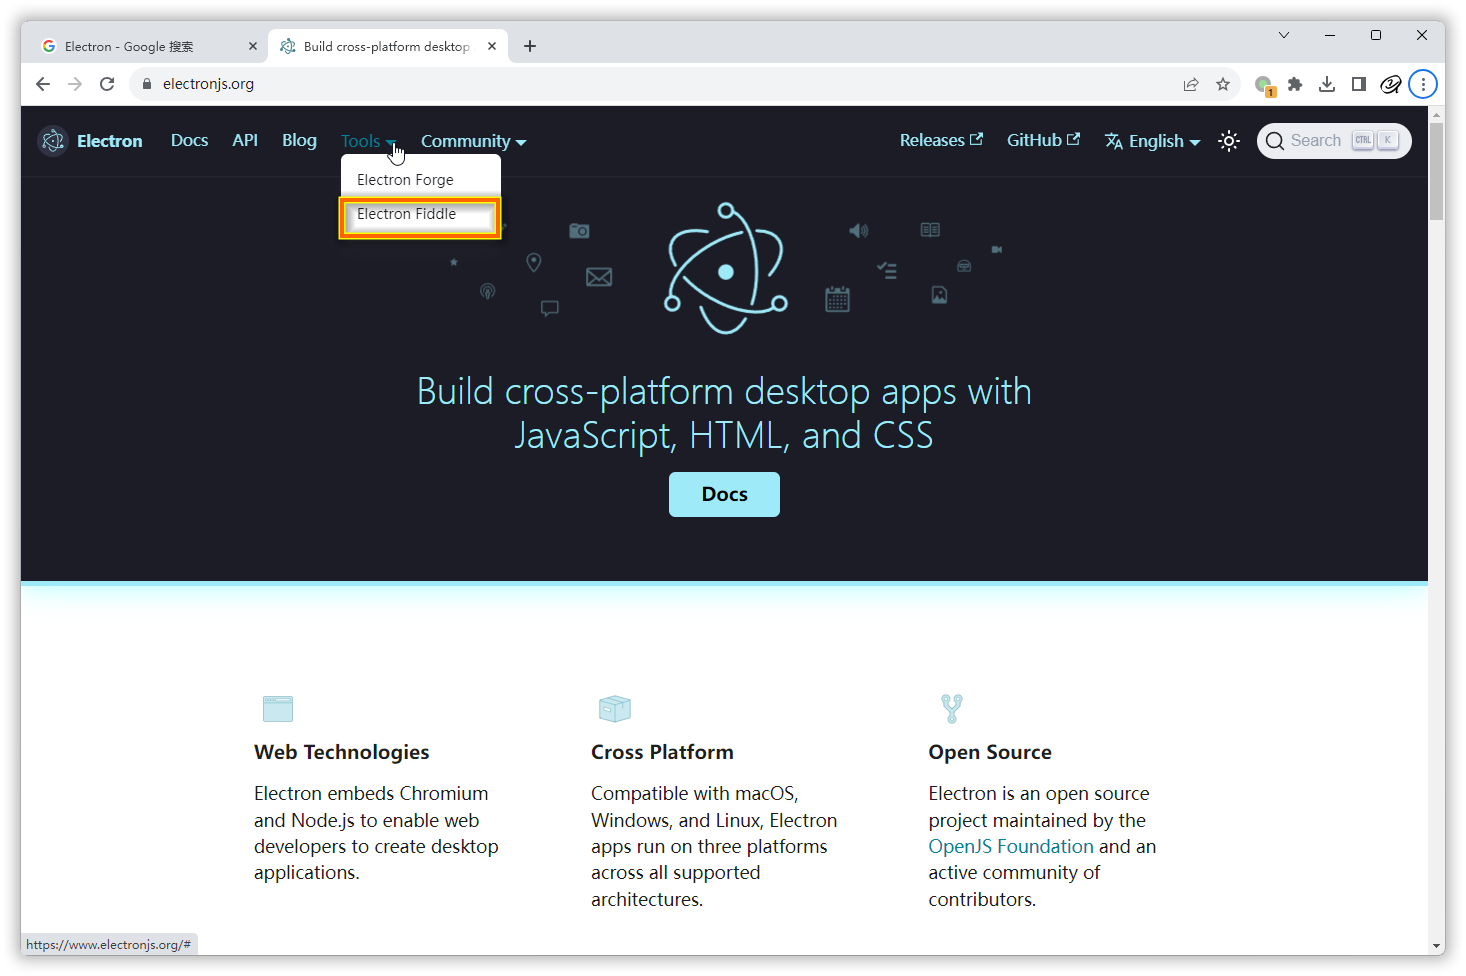 Electron - Google 搜索
Build cross-platform desktop
electronjs.org
1
Electron
Docs
API
Blog
Tools
Community
Releases
GitHub
English
Search
CTRL
K
Electron Forge
Electron Fiddle
Build cross-platform desktop apps with
JavaScript, HTML, and CSS
Docs
Web Technologies
Electron embeds Chromium
and Node.js to enable web
developers to create desktop
applications.
Cross Platform
Compatible with macOS,
Windows, and Linux, Electron
apps run on three platforms
across all supported
architectures.
Open Source
Electron is an open source
project maintained by the
OpenJS Foundation and an
active community of
contributors.
https://www.electronjs.org/#